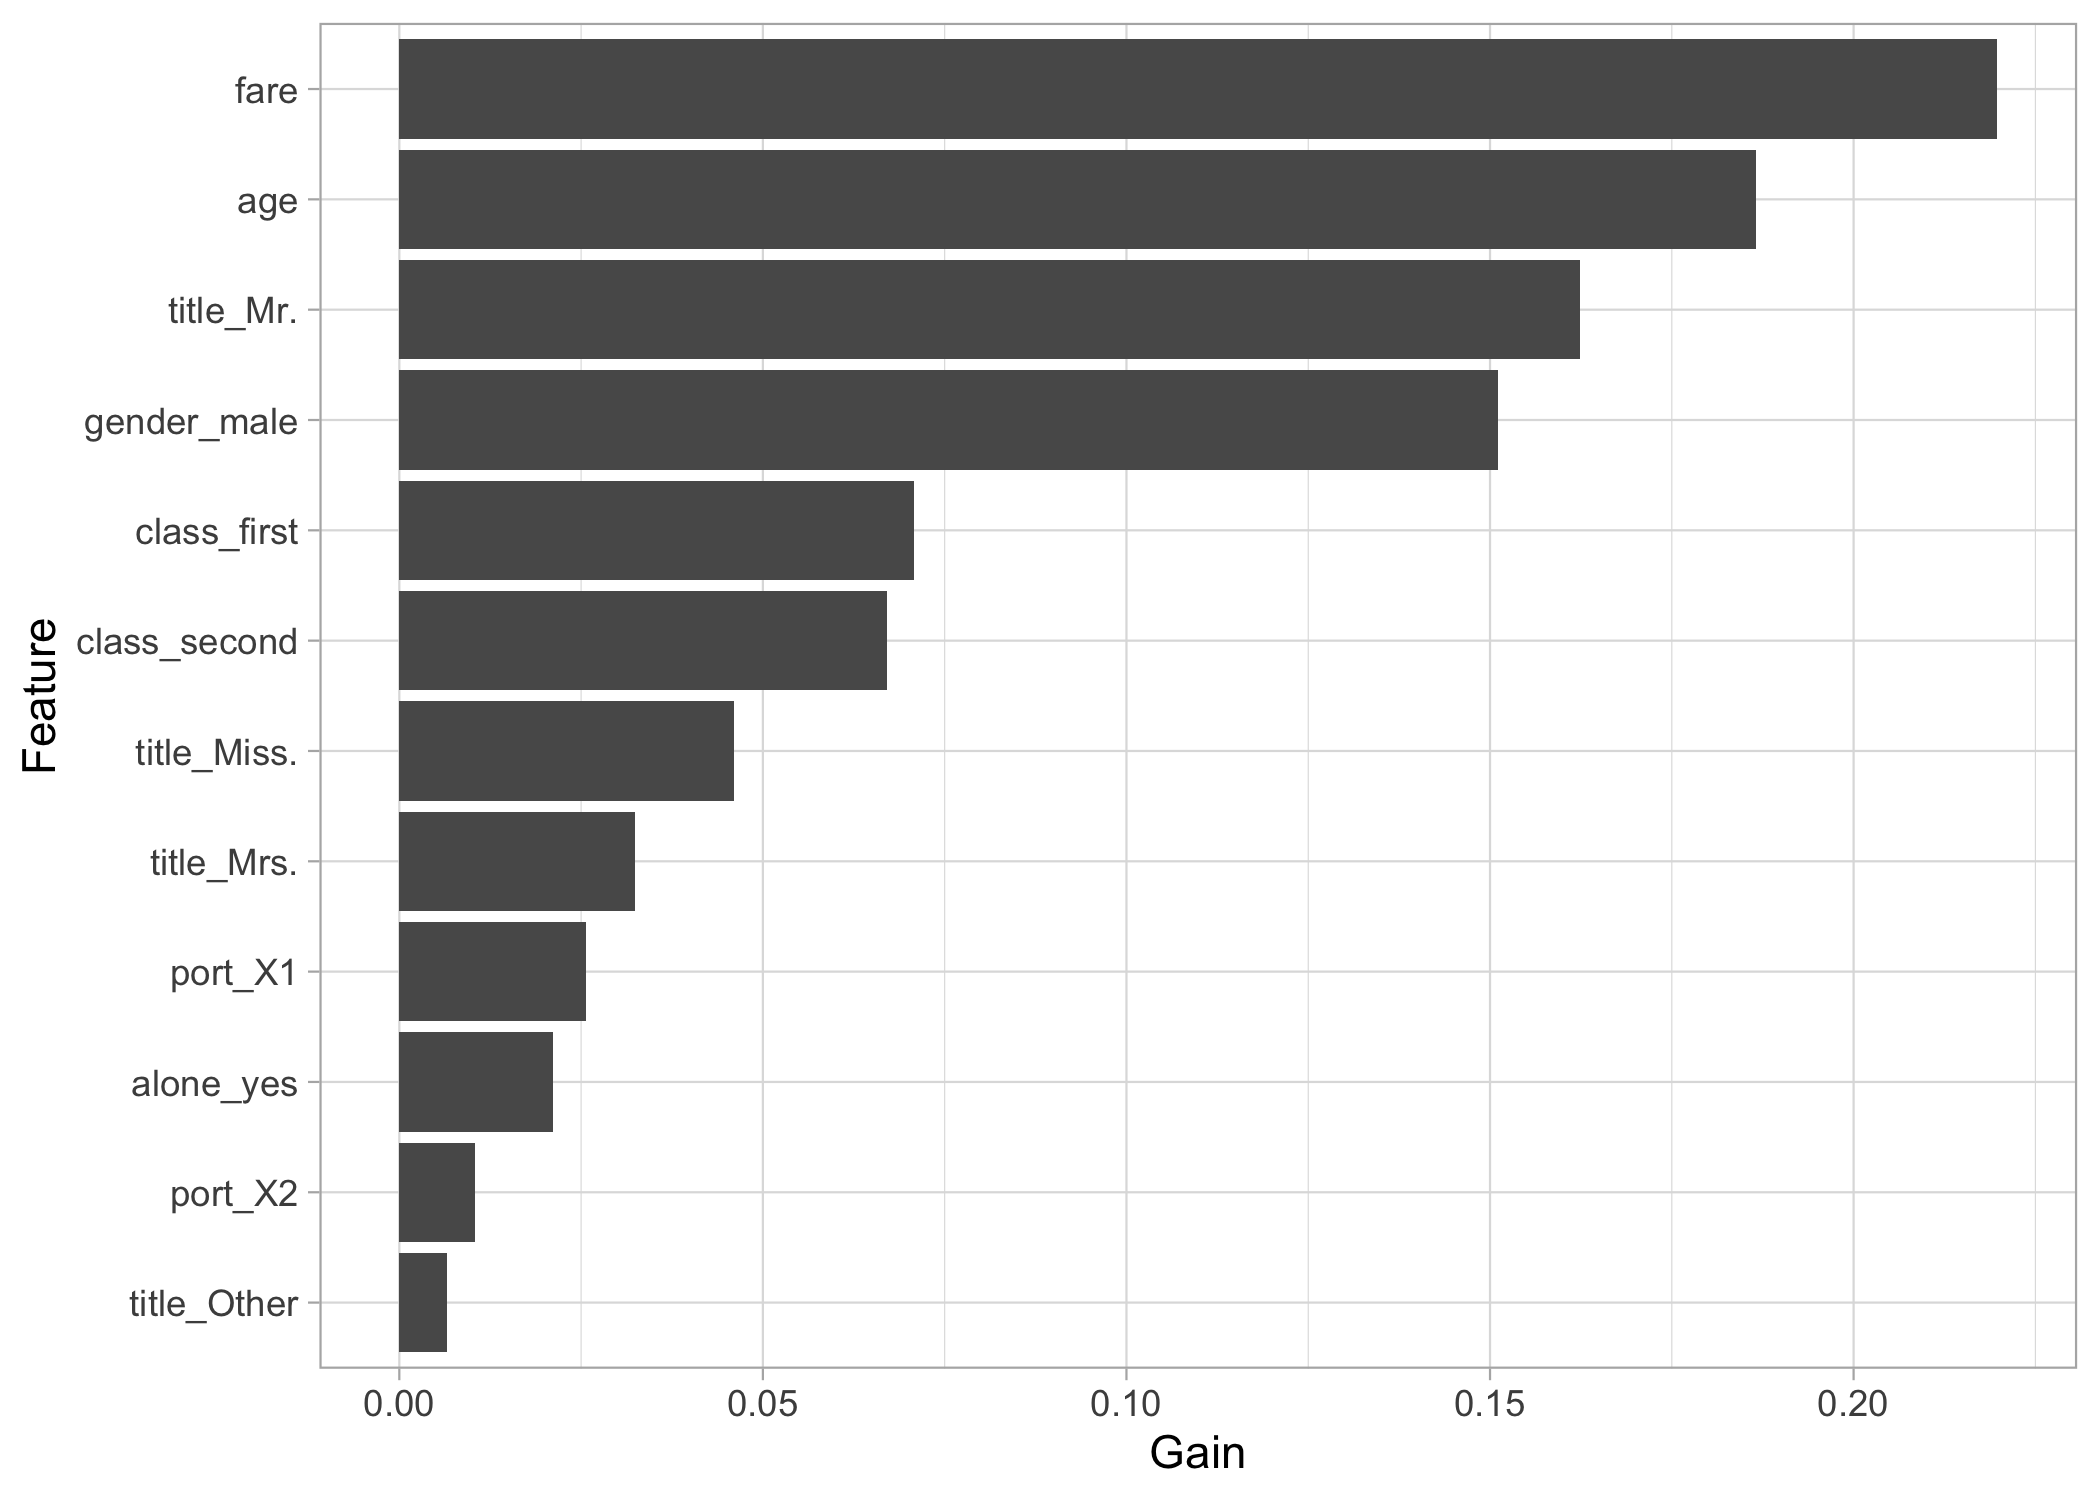 fare
age
title_Mr.
gender_male
class_first
class_second
title_Miss.
title_Mrs.
port_X1
alone_yes
port_X2
title_Other
Feature
0.00 0.05 0.10 0.15 0.20
Gain